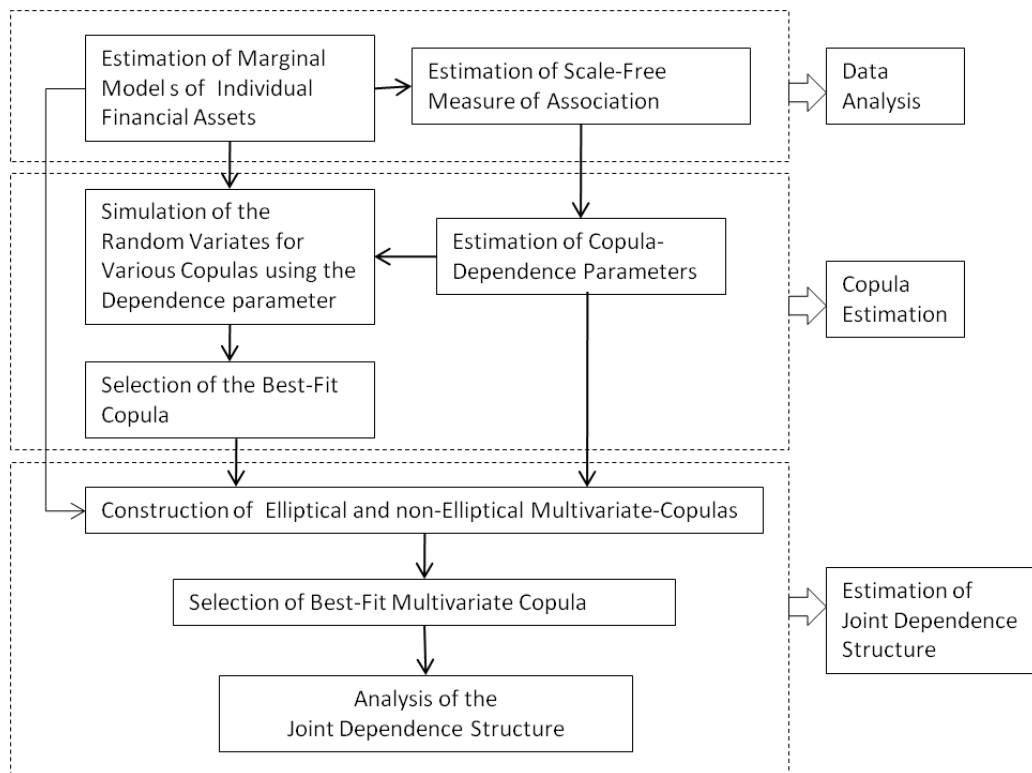 Estimation of Marginal
Model s of Individual
Financial Assets
Estimation of Scale-Free
Measure of Association
Data
Analysis
Simulation of the
Random Variates for
Various Copulas using the
Dependence parameter
Estimation of Copula-
Dependence Parameters
Copula
Estimation
Selection of the Best-Fit
Copula
Construction of Elliptical and non-Elliptical Multivariate-Copulas
Selection of Best-Fit Multivariate Copula
Estimation of
Joint Dependence
Structure
Analysis of the
Joint Dependence Structure